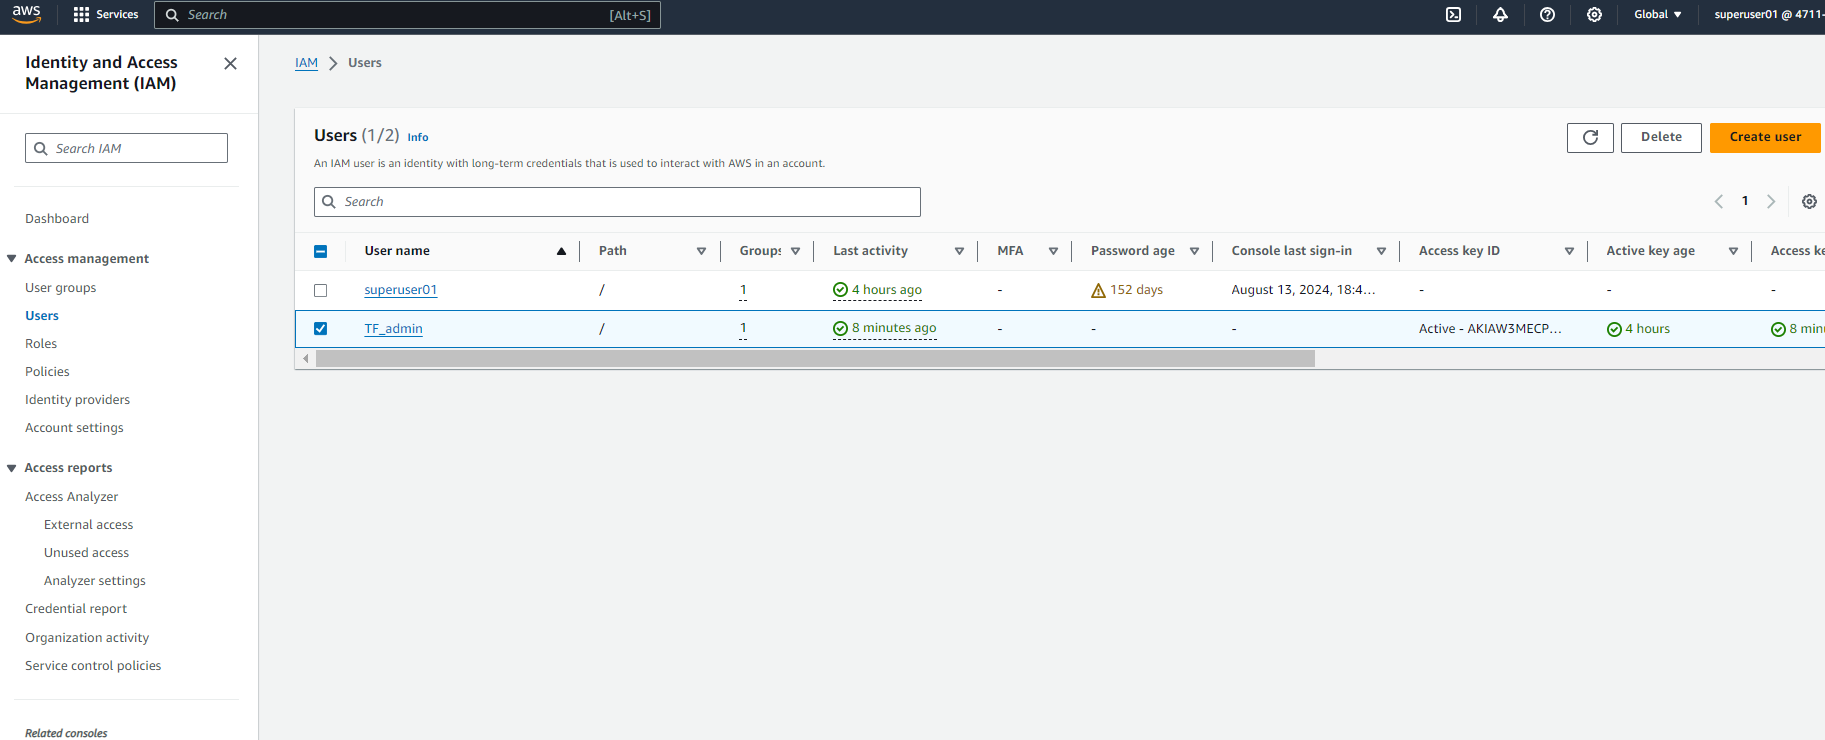 aws Services Search [Alt+S] Global superuser01 @ 4711-
Identity and Access
Management (IAM)
Search IAM
Dashboard
Access management
User groups
Users
Roles
Policies
Identity providers
Account settings
Access reports
Access Analyzer
External access
Unused access
Analyzer settings
Credential report
Organization activity
Service control policies
Related consoles
IAM Users
Users (1/2) Info
An IAM user is an identity with long-term credentials that is used to interact with AWS in an account.
Delete Create user
Search
1
User name Path Groups Last activity MFA Password age Console last sign-in Access key ID Active key age Access ke
superuser01 / 1 4 hours ago - 152 days August 13, 2024, 18:4... - - -
TF_admin / 1 8 minutes ago - - - Active - AKIAW3MECP... 4 hours 8 min